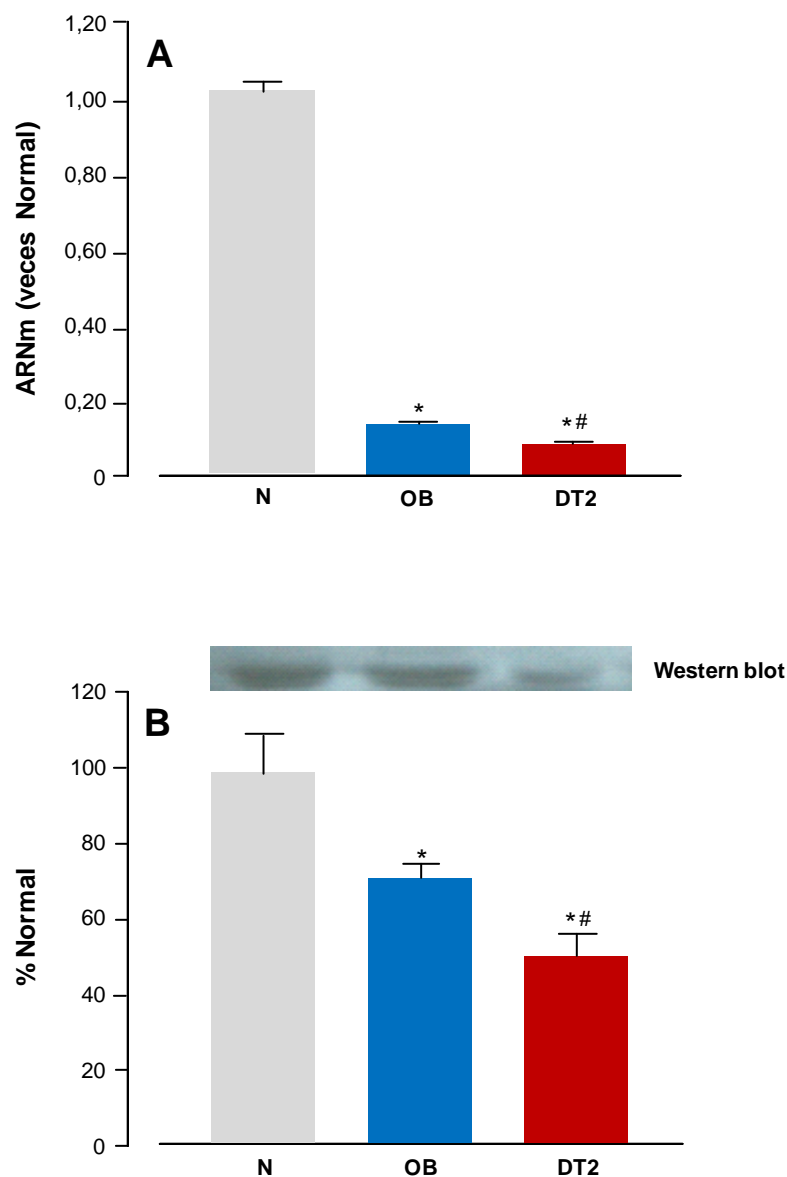 A
ARNm (veces Normal)
1,20
1,00
0,80
0,60
0,40
0,20
0
*
*#
N OB DT2
Western blot
B
% Normal
120
100
80
60
40
20
0
*
*#
N OB DT2